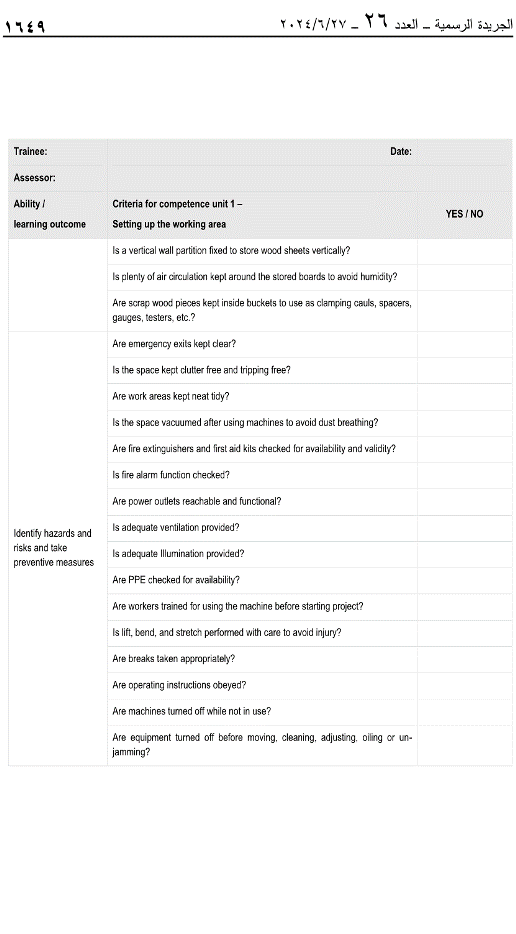 الجريدة الرسمية ــ العدد ٢٦ ــ ٢٠٢٤/٦/٢٧
١٦٤٩
Trainee:
Date:
Assessor:
Ability /
learning outcome
Criteria for competence unit 1 –
Setting up the working area
YES / NO
Is a vertical wall partition fixed to store wood sheets vertically?
Is plenty of air circulation kept around the stored boards to avoid humidity?
Are scrap wood pieces kept inside buckets to use as clamping cauls, spacers,
gauges, testers, etc.?
Identify hazards and
risks and take
preventive measures
Are emergency exits kept clear?
Is the space kept clutter free and tripping free?
Are work areas kept neat tidy?
Is the space vacuumed after using machines to avoid dust breathing?
Are fire extinguishers and first aid kits checked for availability and validity?
Is fire alarm function checked?
Are power outlets reachable and functional?
Is adequate ventilation provided?
Is adequate Illumination provided?
Are PPE checked for availability?
Are workers trained for using the machine before starting project?
Is lift, bend, and stretch performed with care to avoid injury?
Are breaks taken appropriately?
Are operating instructions obeyed?
Are machines turned off while not in use?
Are equipment turned off before moving, cleaning, adjusting, oiling or un-
jamming?